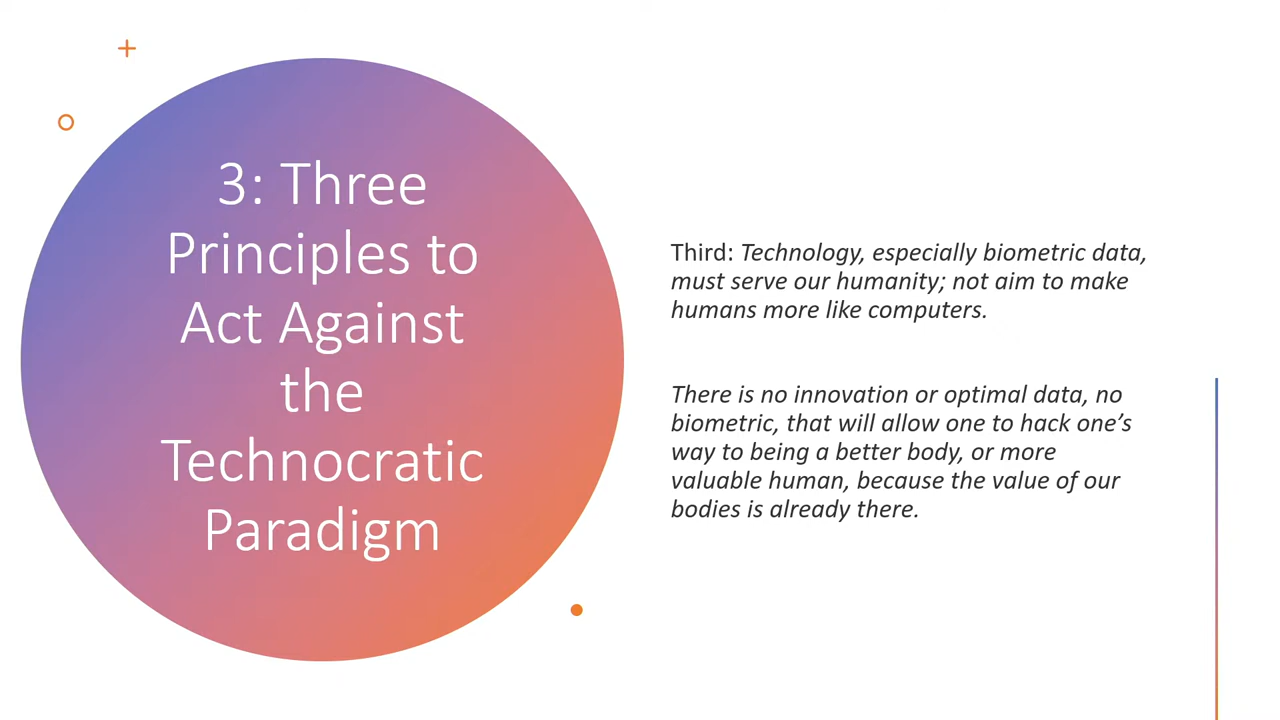 3: Three
Principles to
Act Against
the
Technocratic
Paradigm
Third: Technology, especially biometric data,
must serve our humanity; not aim to make
humans more like computers.
There is no innovation or optimal data, no
biometric, that will allow one to hack one’s
way to being a better body, or more
valuable human, because the value of our
bodies is already there.